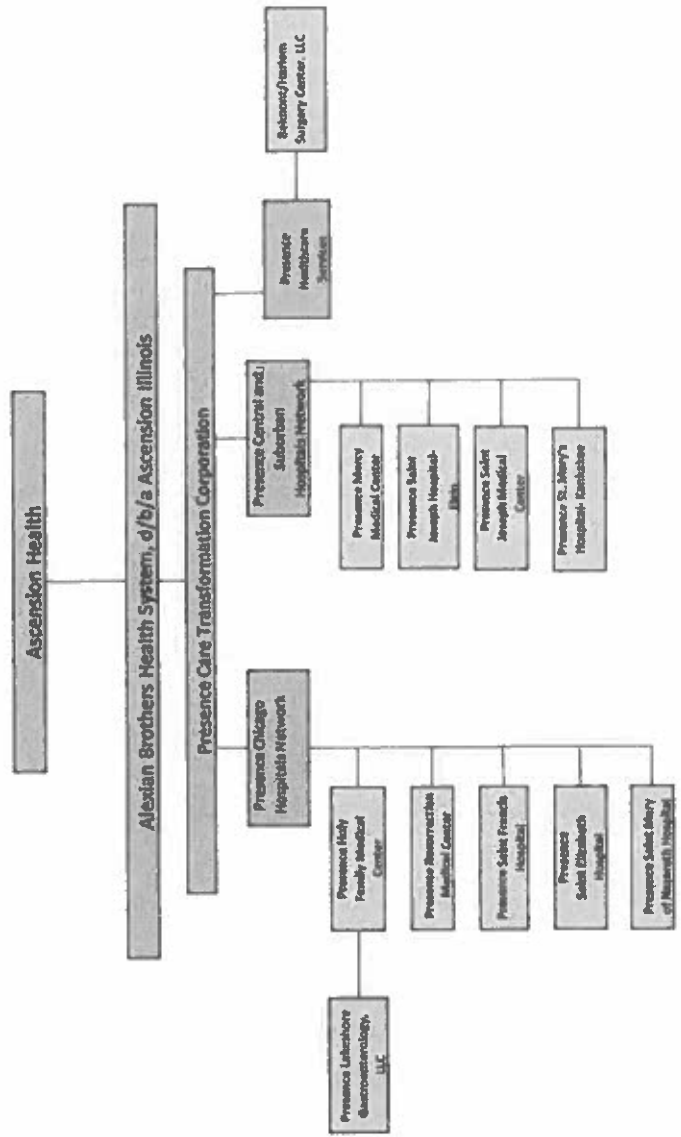 Ascension Health
Alexian Brothers Health System, d/b/a Ascension Illinois
Presence Care Transformation Corporation
Presence Chicago
Hospitals Network
Presence Central and
Suburban
Hospitals Network
Presence
Healthcare
Services
Belmont/Harlem
Surgery Center, LLC
Presence Lakeshore
Gastroenterology,
LLC
Presence Holy
Family Medical
Center
Presence Resurrection
Medical Center
Presence Saint Francis
Hospital
Presence
Saint Elizabeth
Hospital
Presence Saint Mary
of Nazareth Hospital
Presence Mercy
Medical Center
Presence Saint
Joseph Hospital-
Elgin
Presence Saint
Joseph Medical
Center
Presence St. Mary's
Hospital- Kankakee